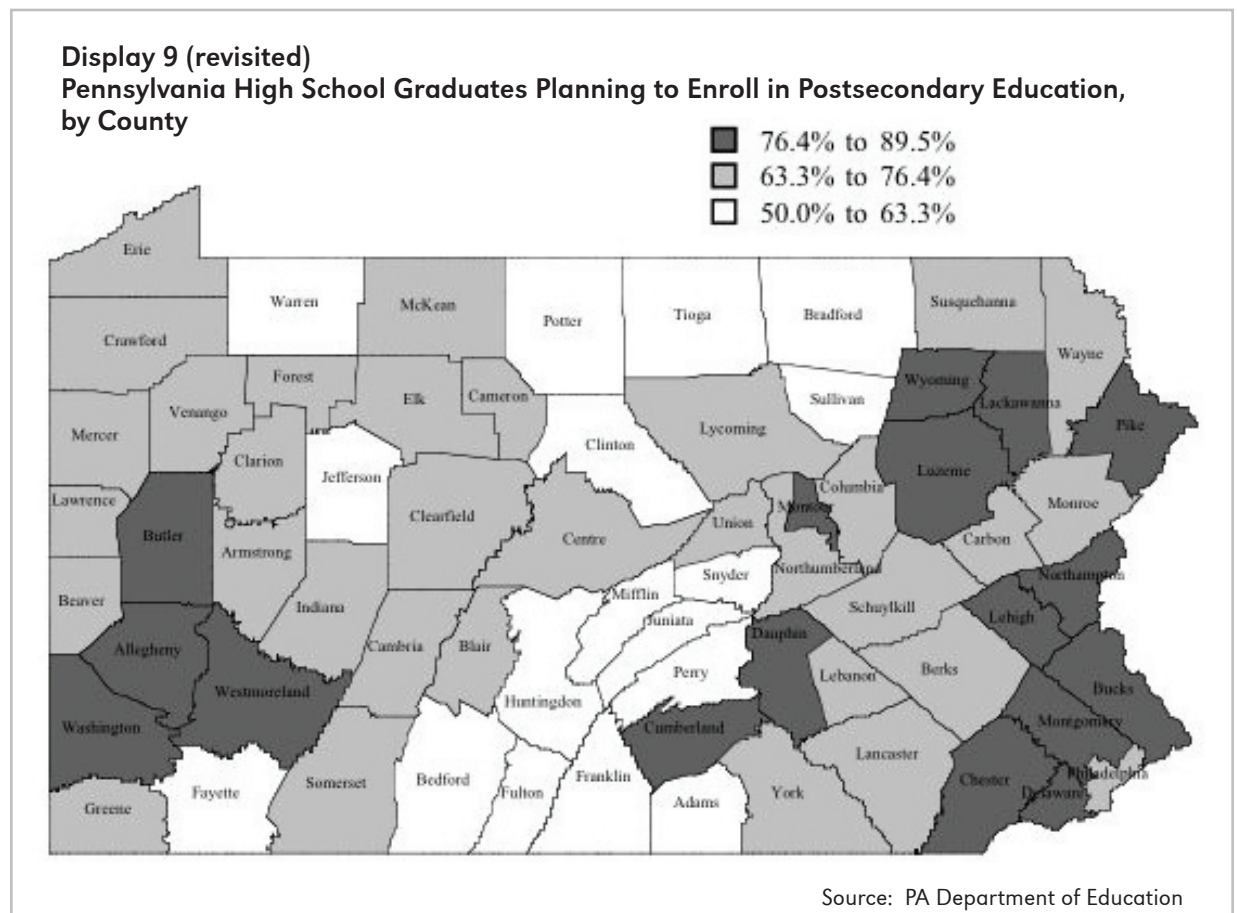 Display 9 (revisited)
Pennsylvania High School Graduates Planning to Enroll in Postsecondary Education,
by County
76.4% to 89.5%
63.3% to 76.4%
50.0% to 63.3%
Erie
Warren
McKean
Potter
Tioga
Bradford
Susquehanna
Wayne
Crawford
Forest
Elk
Cameron
Wyoming
Lackawanna
Pike
Venango
Sullivan
Mercer
Clarion
Jefferson
Clinton
Lycoming
Luzerne
Lawrence
Butler
Armstrong
Clearfield
Centre
Union
Montour
Columbia
Monroe
Carbon
Beaver
Indiana
Mifflin
Snyder
Northumberland
Northampton
Schuylkill
Lehigh
Allegheny
Cambria
Blair
Juniata
Dauphin
Westmoreland
Huntingdon
Perry
Lebanon
Berks
Bucks
Washington
Cumberland
Montgomery
Greene
Fayette
Somerset
Bedford
Fulton
Franklin
Adams
York
Lancaster
Chester
Delaware
Philadelphia
Source: PA Department of Education